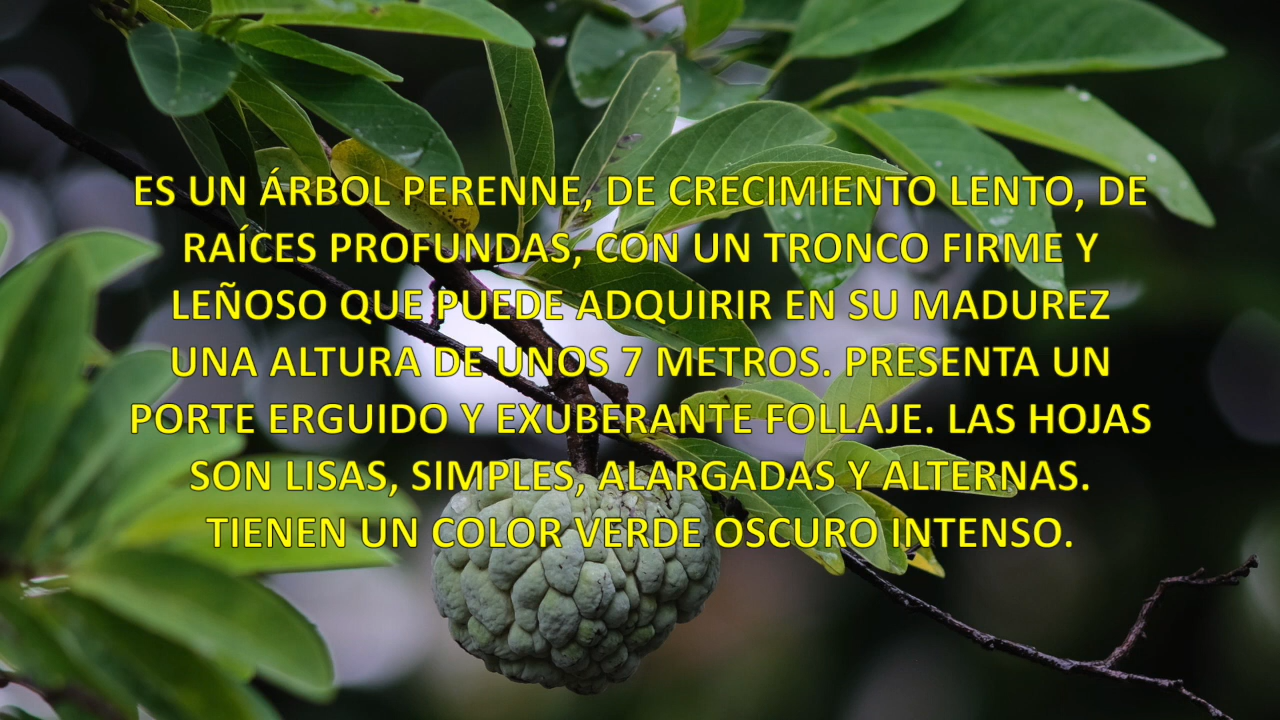 ES UN ÁRBOL PERENNE, DE CRECIMIENTO LENTO, DE
RAÍCES PROFUNDAS, CON UN TRONCO FIRME Y
LEÑOSO QUE PUEDE ADQUIRIR EN SU MADUREZ
UNA ALTURA DE UNOS 7 METROS. PRESENTA UN
PORTE ERGUIDO Y EXUBERANTE FOLLAJE. LAS HOJAS
SON LISAS, SIMPLES, ALARGADAS Y ALTERNAS.
TIENEN UN COLOR VERDE OSCURO INTENSO.